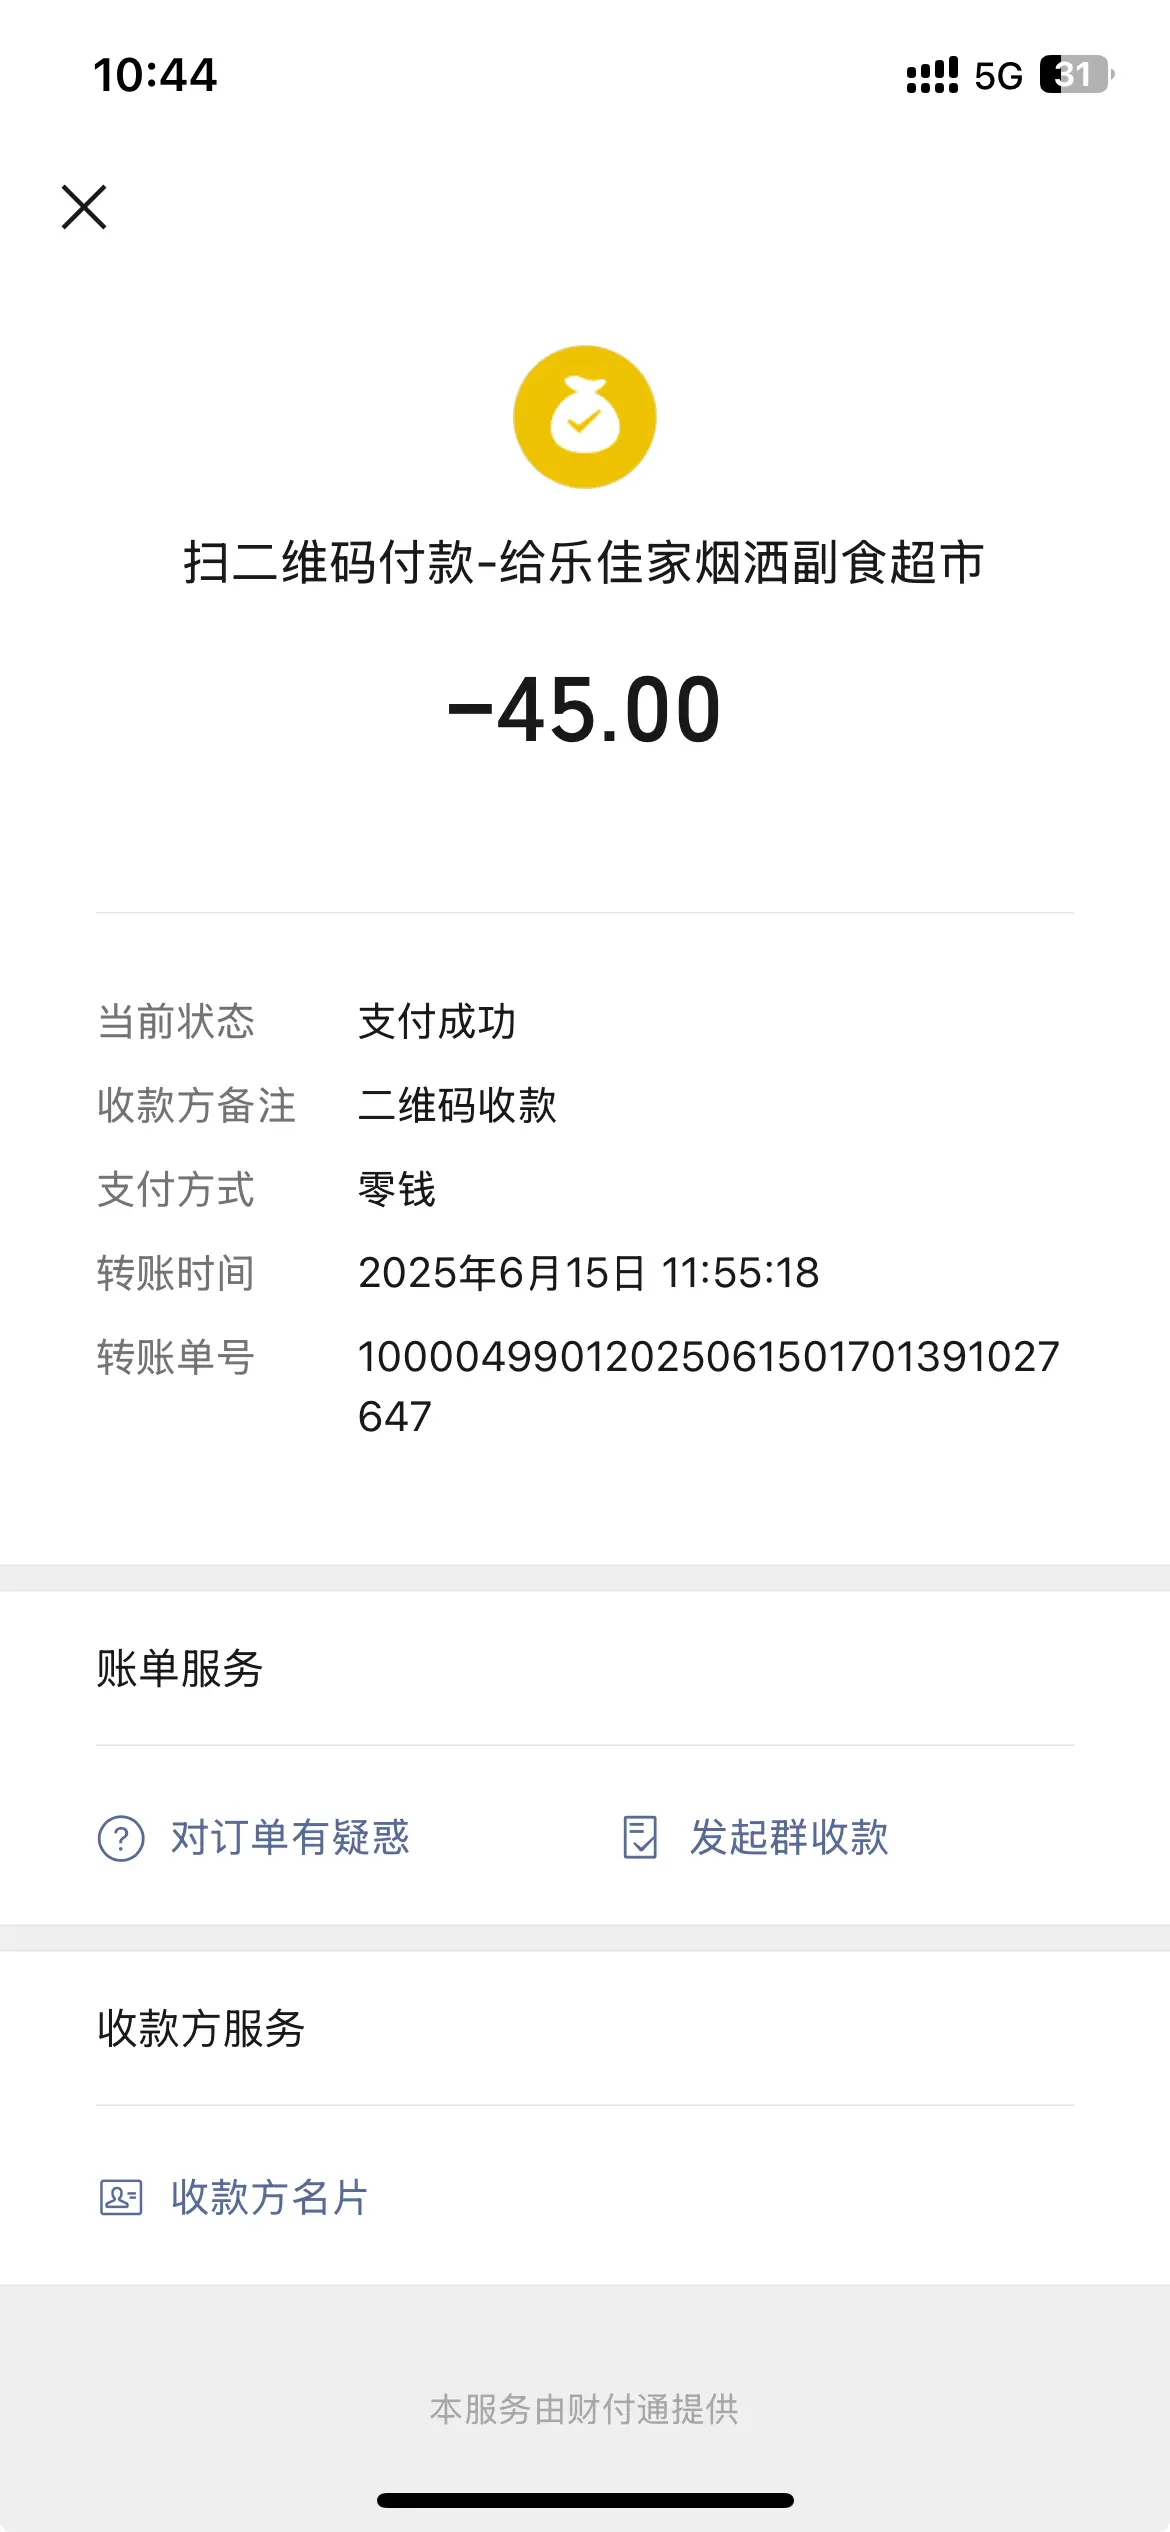 10:44
5G 31
扫二维码付款-给乐佳家烟洒副食超市
-45.00
当前状态 支付成功
收款方备注 二维码收款
支付方式 零钱
转账时间 2025年6月15日 11:55:18
转账单号 1000049901202506150170139​1027
647
账单服务
对订单有疑惑 发起群收款
收款方服务
收款方名片
本服务由财付通提供